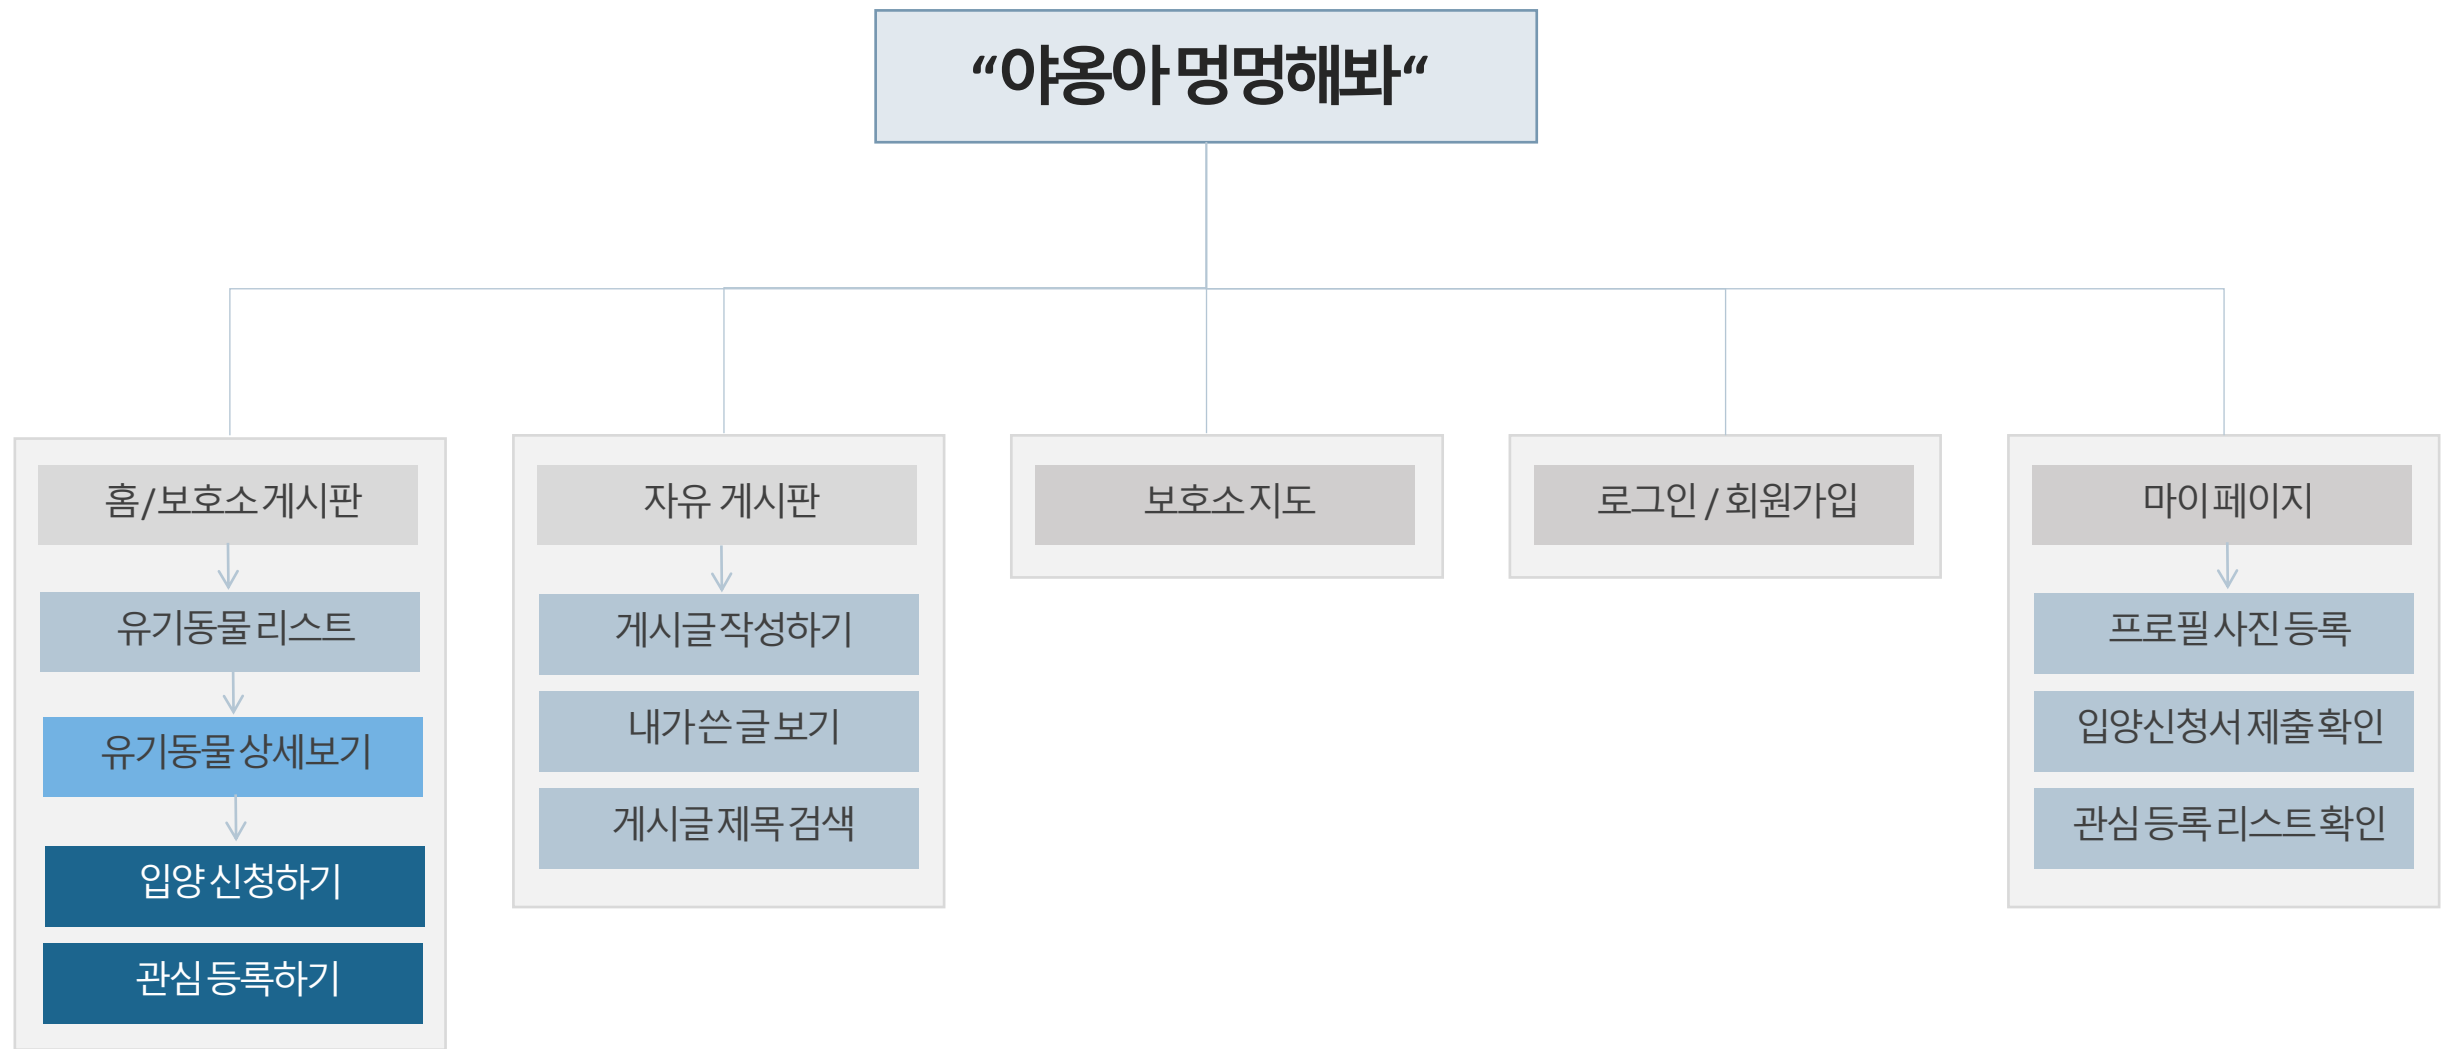 “야옹아 멍멍해봐“
홈/보호소 게시판
유기동물 리스트
유기동물 상세보기
입양 신청하기
관심 등록하기
자유 게시판
게시글 작성하기
내가 쓴 글 보기
게시글 제목 검색
보호소 지도
로그인 / 회원가입
마이 페이지
프로필 사진 등록
입양신청서 제출 확인
관심 등록 리스트 확인